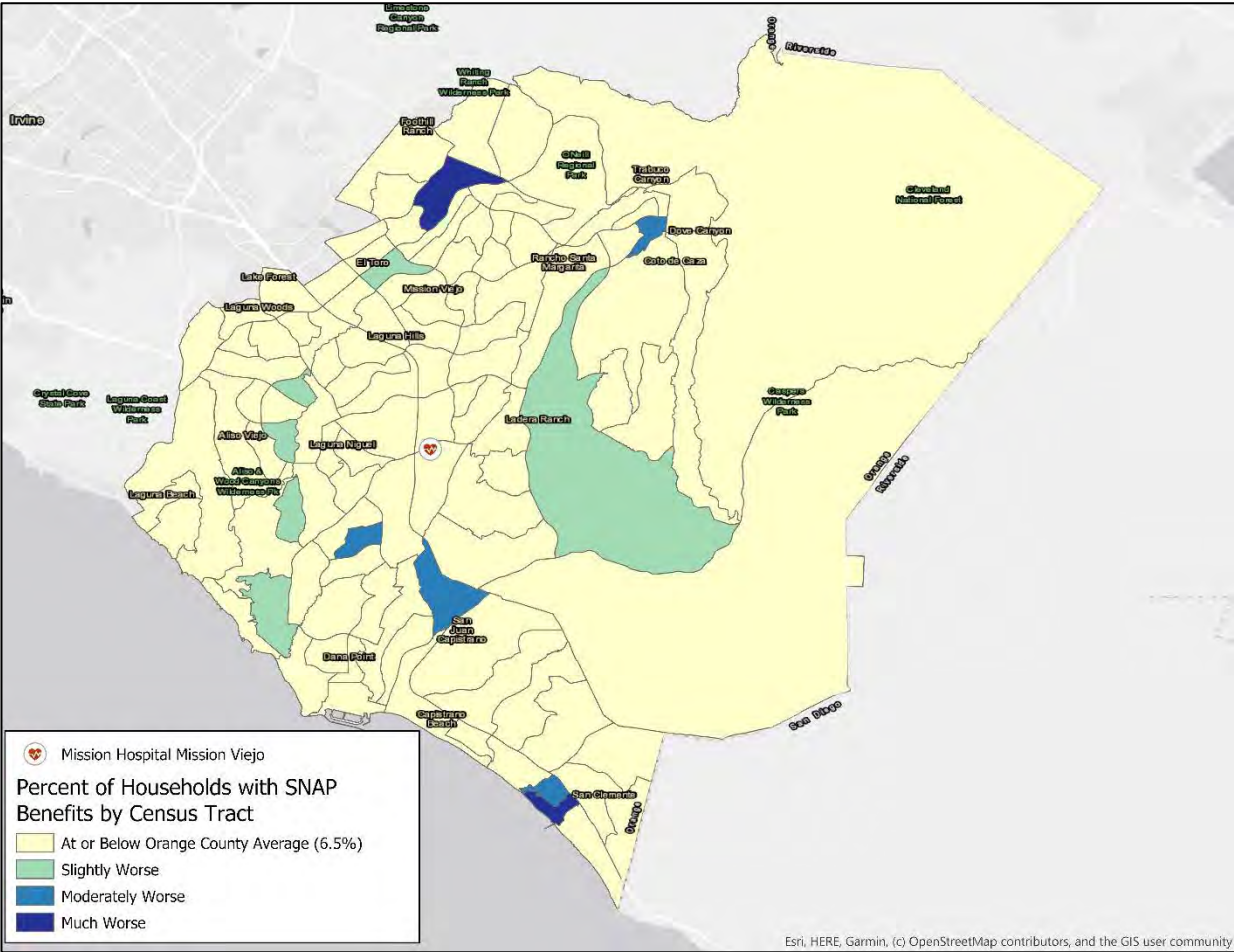 Limestone
Canyon
Regional Park
Orange
Riverside
Whiting
Ranch
Wilderness Park
Irvine
Foothill
Ranch
O'Neill
Regional
Park
Trabuco
Canyon
Cleveland
National Forest
Dove Canyon
Rancho Santa
Margarita
Coto de Caza
El Toro
Lake Forest
Mission Viejo
Laguna Woods
Laguna Hills
Crystal Cove
State Park
Laguna Coast
Wilderness
Park
Caspers
Wilderness
Park
Ladera Ranch
Aliso Viejo
Laguna Niguel
Aliso &
Wood Canyons
Wilderness Pk
Laguna Beach
Orange
Riverside
San
Juan
Capistrano
Dana Point
Capistrano
Beach
San Diego
San Clemente
Orange
Mission Hospital Mission Viejo
Percent of Households with SNAP
Benefits by Census Tract
At or Below Orange County Average (6.5%)
Slightly Worse
Moderately Worse
Much Worse
Esri, HERE, Garmin, (c) OpenStreetMap contributors, and the GIS user community